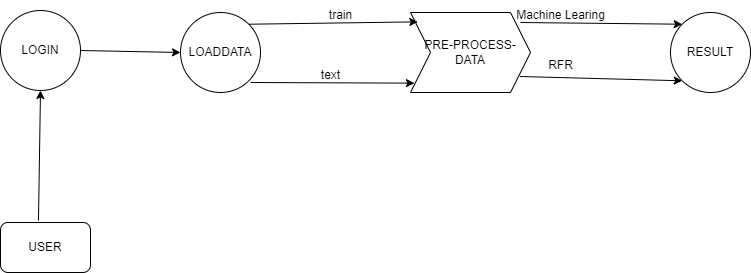 train
Machine Learing
LOGIN
LOADDATA
PRE-PROCESS-
DATA
RESULT
text
RFR
USER